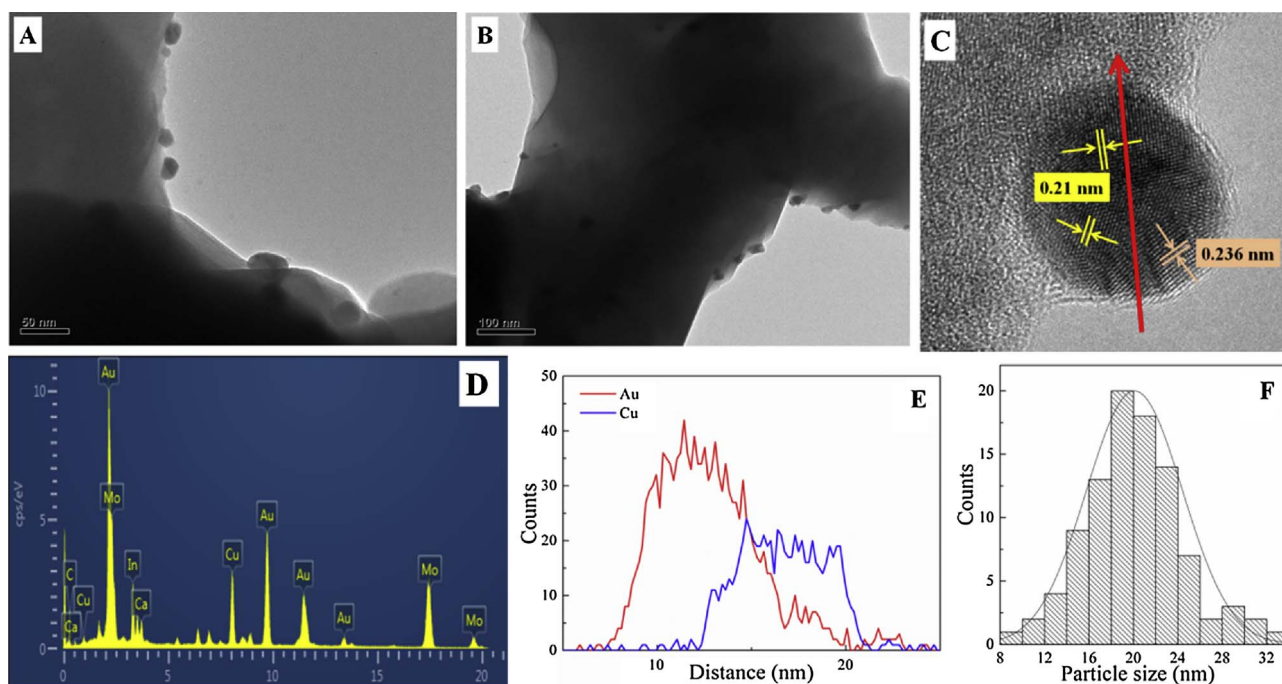 A
50 nm
B
100 nm
C
0.21 nm
0.236 nm
D
cps/eV
10
5
0
Au
Mo
C
Cu
Ca
In
Ca
Cu
Au
Au
Au
Mo
Mo
0 5 10 15 20
E
Au
Cu
Counts
50
40
30
20
10
0
10 20
Distance (nm)
F
Counts
20
15
10
5
0
8 12 16 20 24 28 32
Particle size (nm)